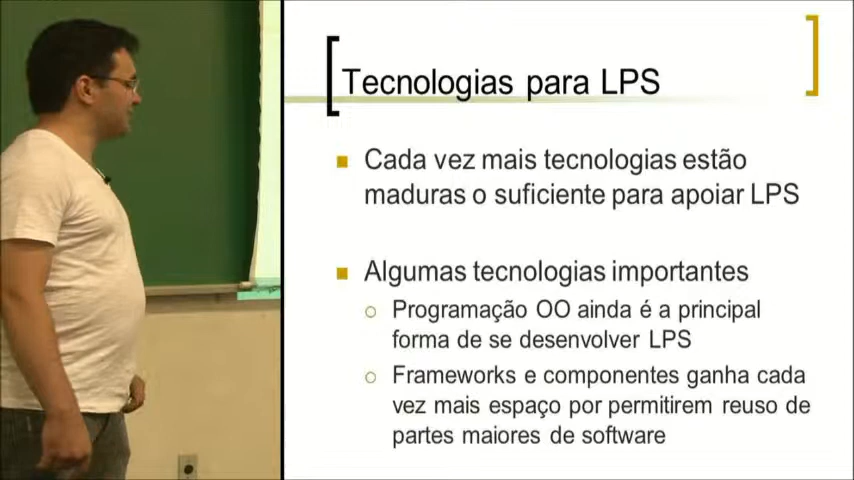 Tecnologias para LPS
Cada vez mais tecnologias estão
maduras o suficiente para apoiar LPS
Algumas tecnologias importantes
Programação OO ainda é a principal
forma de se desenvolver LPS
Frameworks e componentes ganha cada
vez mais espaço por permitirem reuso de
partes maiores de software